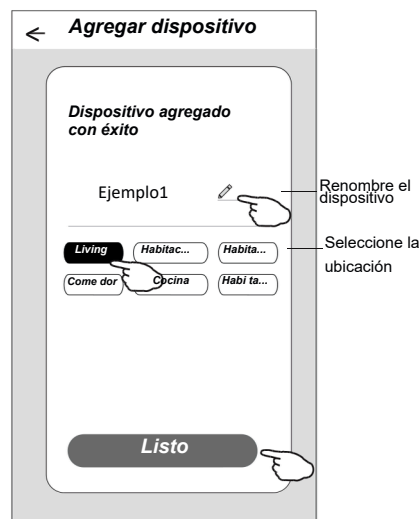 Agregar dispositivo
Dispositivo agregado
con éxito
Ejemplo1
Renombre el
dispositivo
Living Habitac... Habita...
Seleccione la
ubicación
Come dor Cocina Habi ta...
Listo